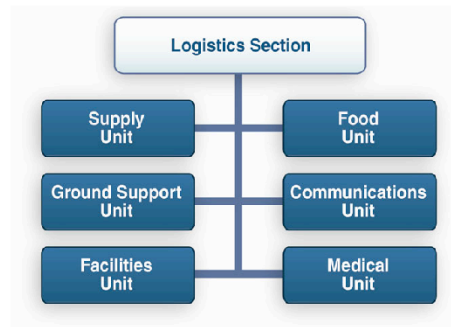 Logistics Section
Supply
Unit
Food
Unit
Ground Support
Unit
Communications
Unit
Facilities
Unit
Medical
Unit